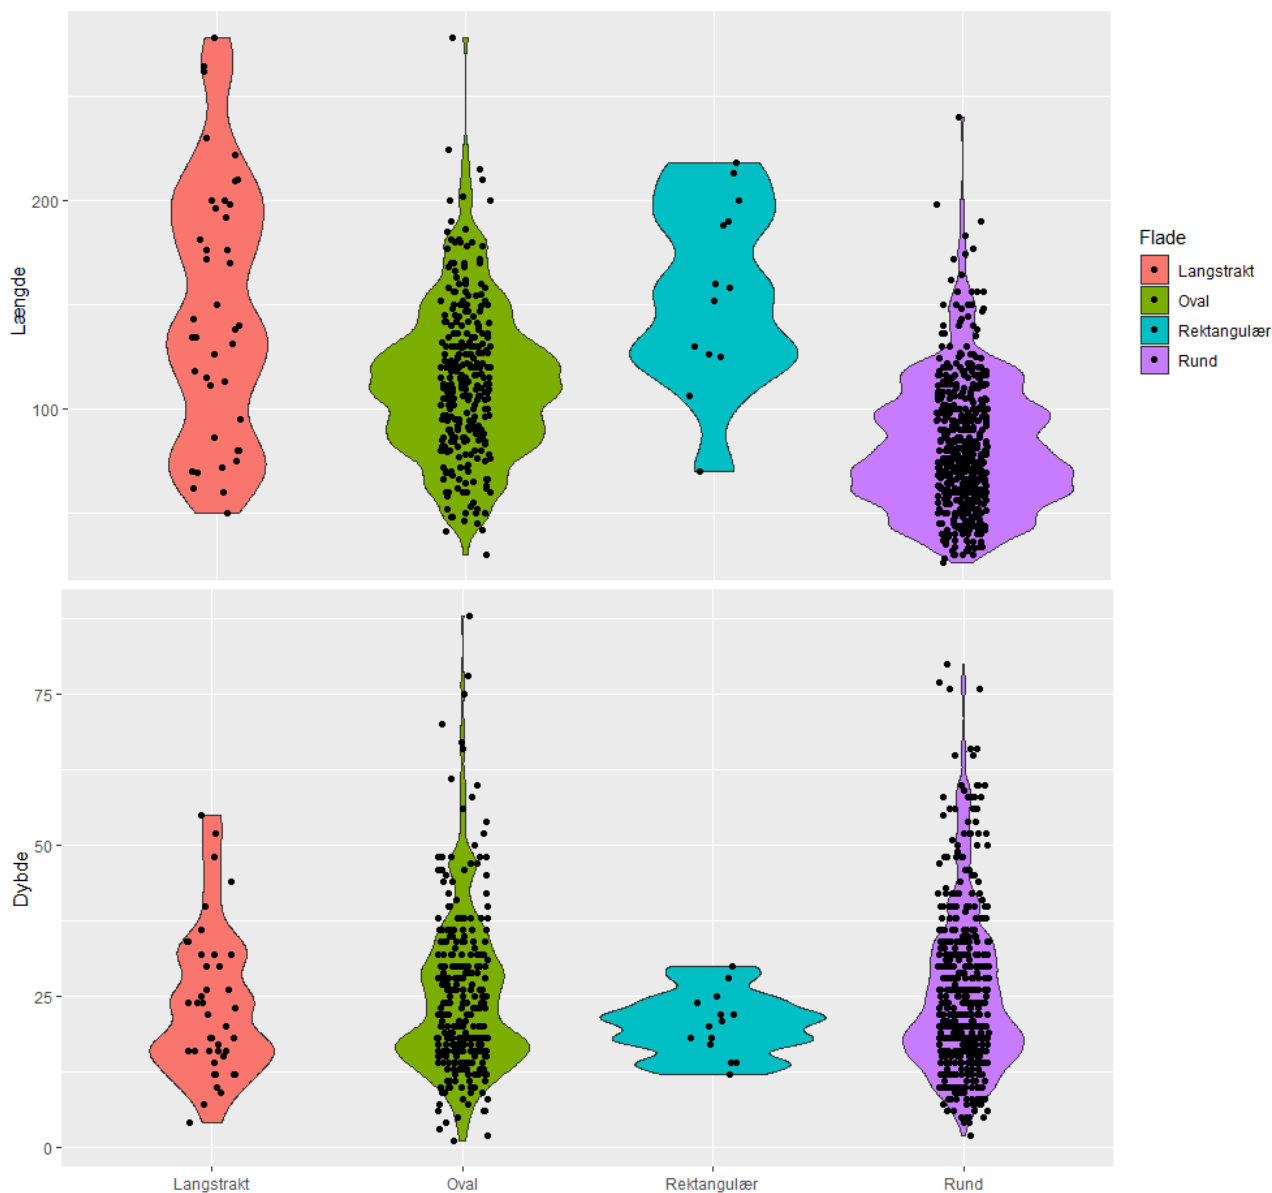 Længde
200
100
Flade
Langstrakt
Oval
Rektangulær
Rund
Dybde
75
50
25
0
Langstrakt
Oval
Rektangulær
Rund